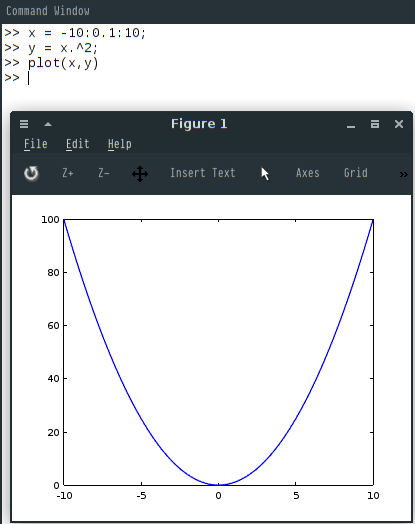 Command Window
>> x = -10:0.1:10;
>> y = x.^2;
>> plot(x,y)
>>
Figure 1
File Edit Help
Z+ Z- Insert Text Axes Grid »
100
80
60
40
20
0
-10 -5 0 5 10